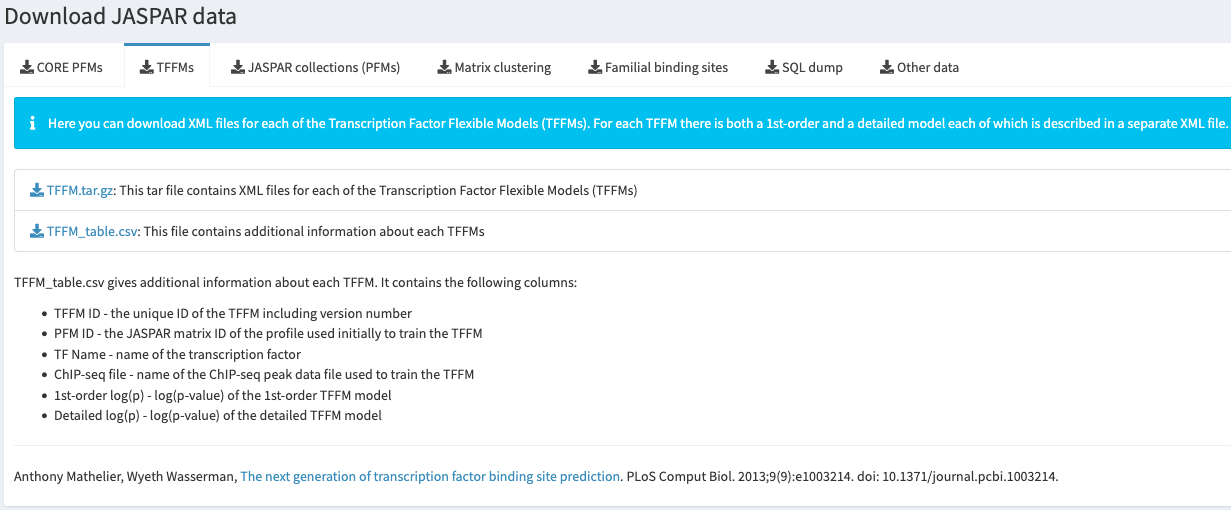 Download JASPAR data
CORE PFMs
TFFMs
JASPAR collections (PFMs)
Matrix clustering
Familial binding sites
SQL dump
Other data
Here you can download XML files for each of the Transcription Factor Flexible Models (TFFMs). For each TFFM there is both a 1st-order and a detailed model each of which is described in a separate XML file.
TFFM.tar.gz: This tar file contains XML files for each of the Transcription Factor Flexible Models (TFFMs)
TFFM_table.csv: This file contains additional information about each TFFMs
TFFM_table.csv gives additional information about each TFFM. It contains the following columns:
• TFFM ID - the unique ID of the TFFM including version number
• PFM ID - the JASPAR matrix ID of the profile used initially to train the TFFM
• TF Name - name of the transcription factor
• ChIP-seq file - name of the ChIP-seq peak data file used to train the TFFM
• 1st-order log(p) - log(p-value) of the 1st-order TFFM model
• Detailed log(p) - log(p-value) of the detailed TFFM model
Anthony Mathelier, Wyeth Wasserman, The next generation of transcription factor binding site prediction. PLoS Comput Biol. 2013;9(9):e1003214. doi: 10.1371/journal.pcbi.1003214.